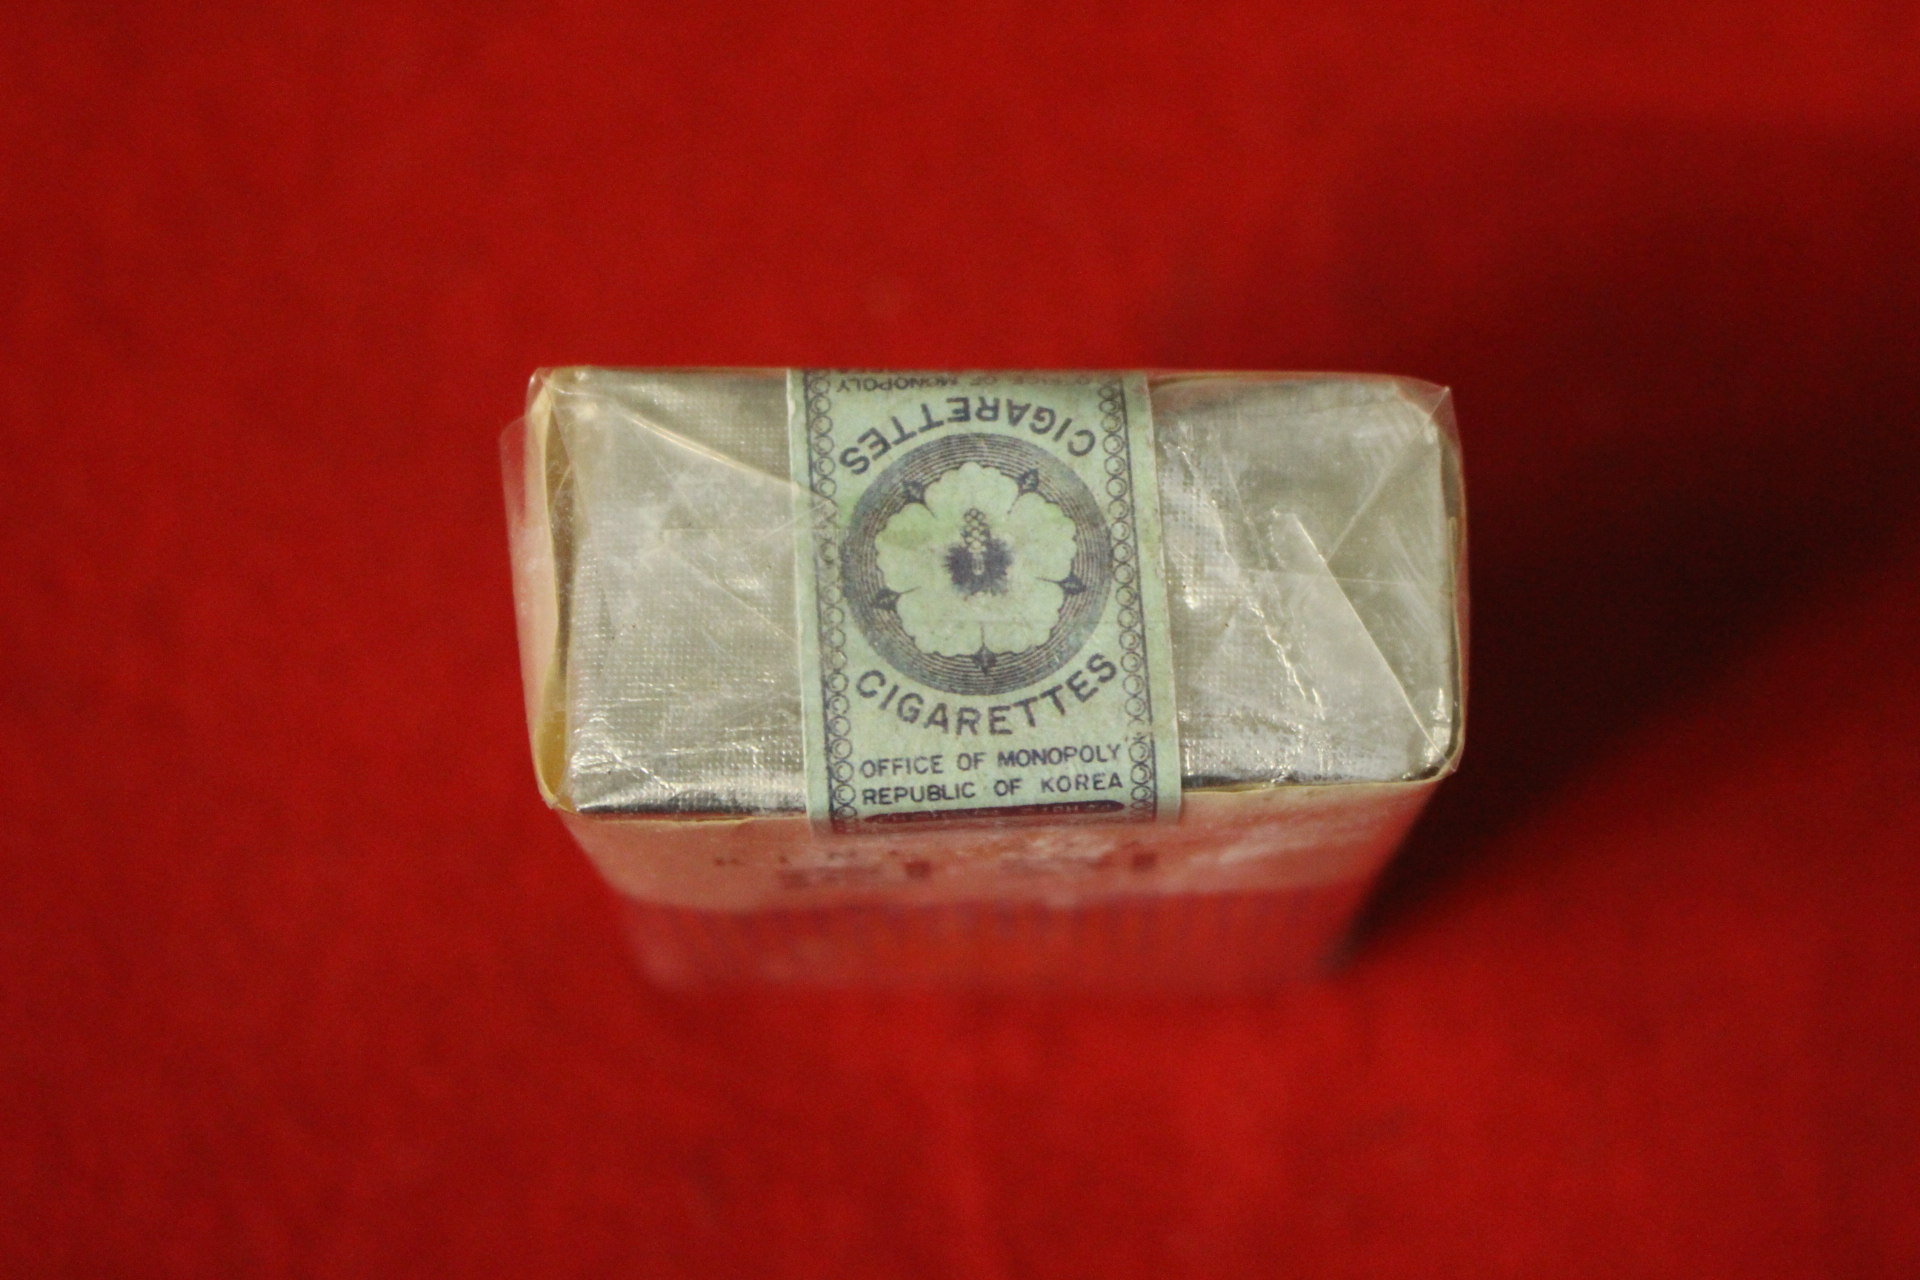 OFFICE OF MONOPOLY
CIGARETTES
CIGARETTES
OFFICE OF MONOPOLY
REPUBLIC OF KOREA